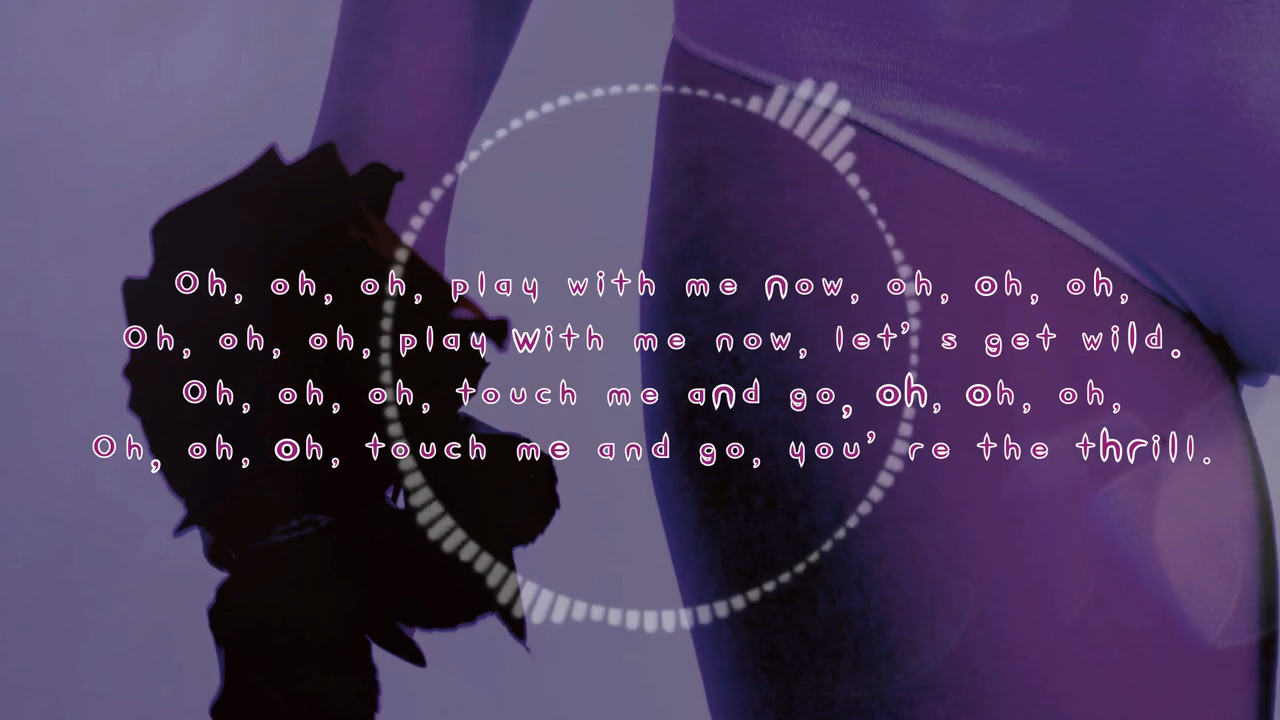 Oh, oh, oh, play with me now, oh, oh, oh,
Oh, oh, oh, play with me now, let's get wild.
Oh, oh, oh, touch me and go, oh, oh, oh,
Oh, oh, oh, touch me and go, you're the thrill.